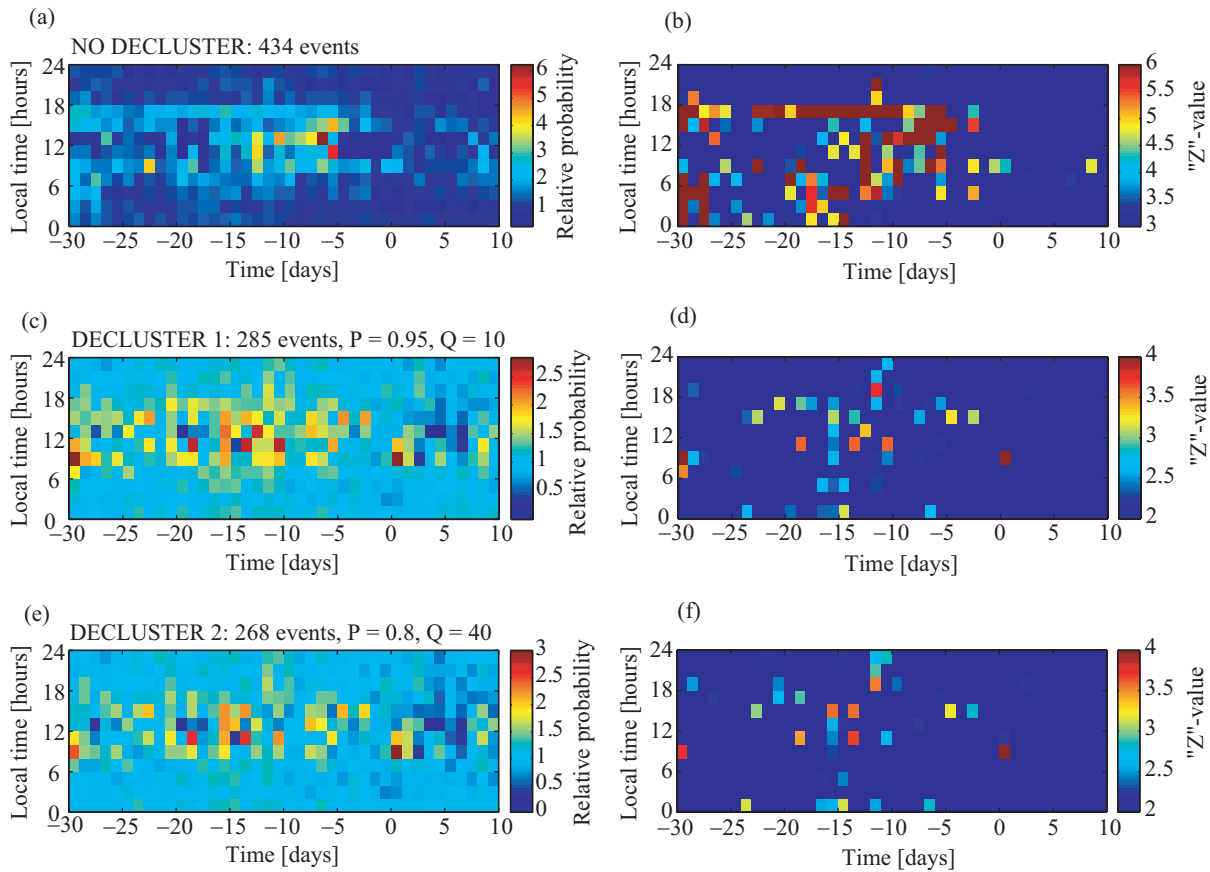 (a)
NO DECLUSTER: 434 events
Local time [hours]
24
18
12
6
0
−30 −25 −20 −15 −10 −5 0 5 10
Time [days]
6
5
4
3
2
1
Relative probability
(b)
Local time [hours]
24
18
12
6
0
−30 −25 −20 −15 −10 −5 0 5 10
Time [days]
6
5.5
5
4.5
4
3.5
3
"Z"-value
(c)
DECLUSTER 1: 285 events, P = 0.95, Q = 10
Local time [hours]
24
18
12
6
0
−30 −25 −20 −15 −10 −5 0 5 10
Time [days]
2.5
2
1.5
1
0.5
Relative probability
(d)
Local time [hours]
24
18
12
6
0
−30 −25 −20 −15 −10 −5 0 5 10
Time [days]
4
3.5
3
2.5
2
"Z"-value
(e)
DECLUSTER 2: 268 events, P = 0.8, Q = 40
Local time [hours]
24
18
12
6
0
−30 −25 −20 −15 −10 −5 0 5 10
Time [days]
3
2.5
2
1.5
1
0.5
0
Relative probability
(f)
Local time [hours]
24
18
12
6
0
−30 −25 −20 −15 −10 −5 0 5 10
Time [days]
4
3.5
3
2.5
2
"Z"-value